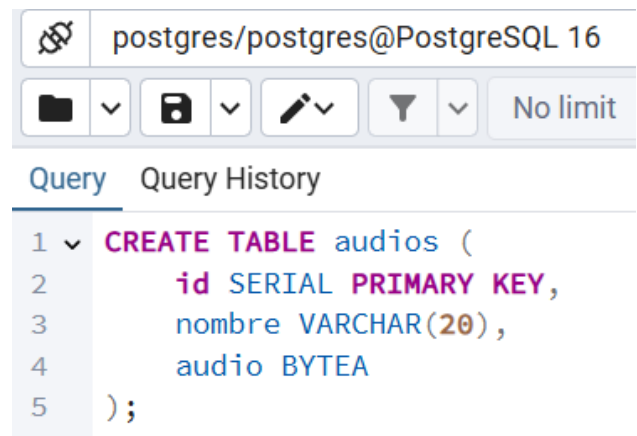 postgres/postgres@PostgreSQL 16
No limit
Query Query History
1 CREATE TABLE audios (
2 id SERIAL PRIMARY KEY,
3 nombre VARCHAR(20),
4 audio BYTEA
5 );